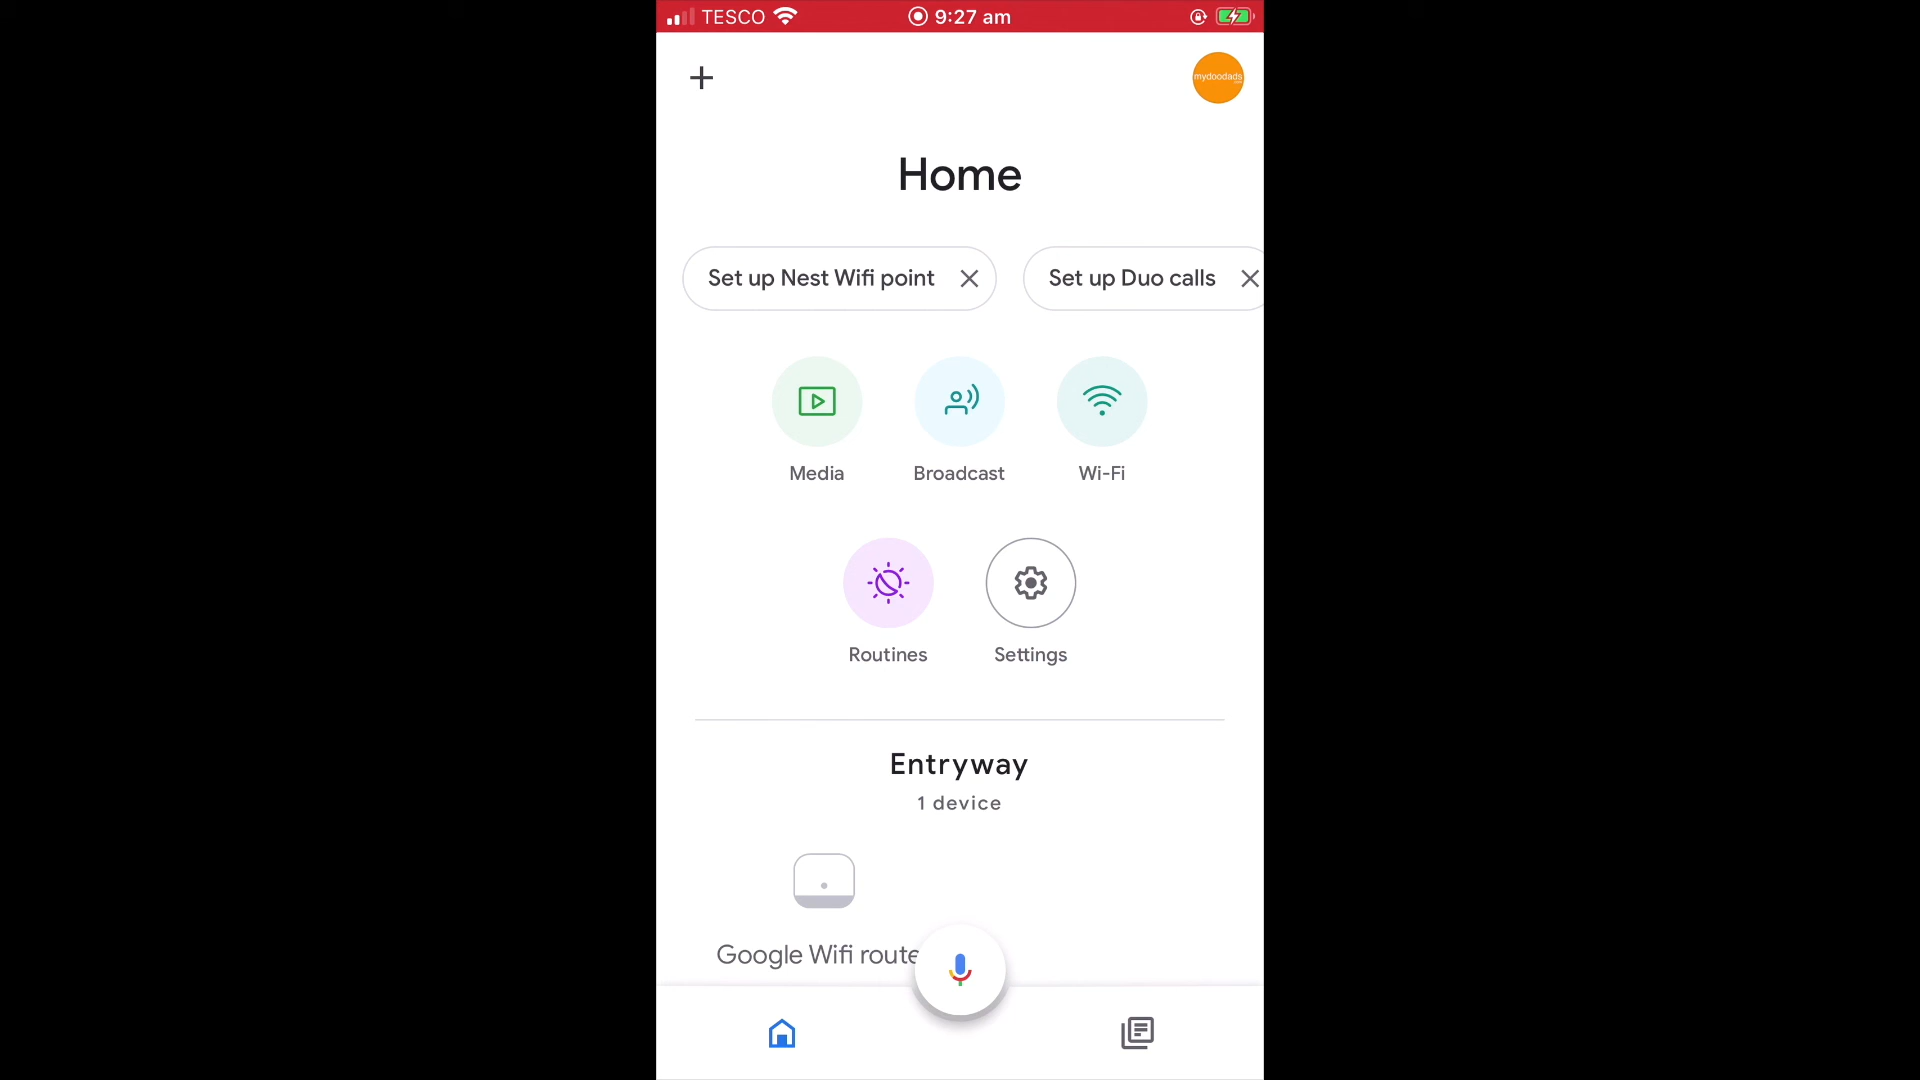 TESCO 9:27 am
mydoodads
Home
Set up Nest Wifi point
Set up Duo calls
Media Broadcast Wi-Fi
Routines Settings
Entryway
1 device
Google Wifi route